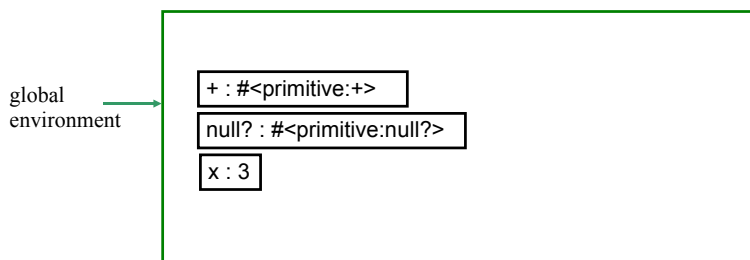 + : #<primitive:+>
global
environment
null? : #<primitive:null?>
x : 3